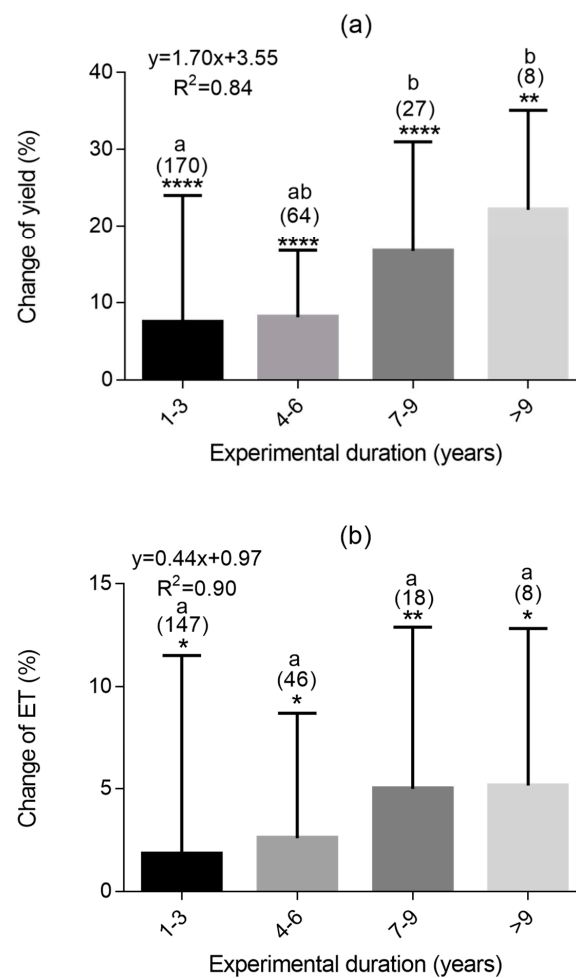 (a)
y=1.70x+3.55
R²=0.84
Change of yield (%)
40
30
20
10
0
a
(170)
****
ab
(64)
****
b
(27)
****
b
(8)
**
1-3
4-6
7-9
>9
Experimental duration (years)
(b)
y=0.44x+0.97
R²=0.90
Change of ET (%)
15
10
5
0
a
(147)
*
a
(46)
*
a
(18)
**
a
(8)
*
1-3
4-6
7-9
>9
Experimental duration (years)